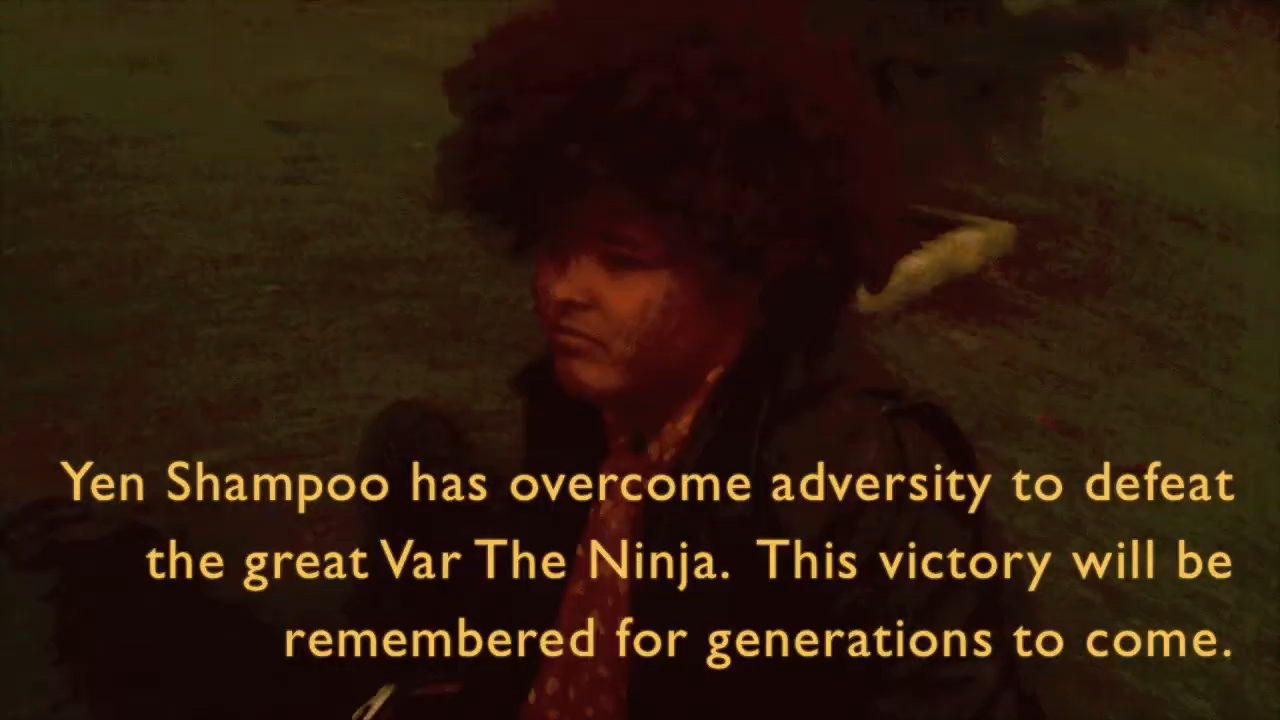 Yen Shampoo has overcome adversity to defeat
the great Var The Ninja.  This victory will be
remembered for generations to come.